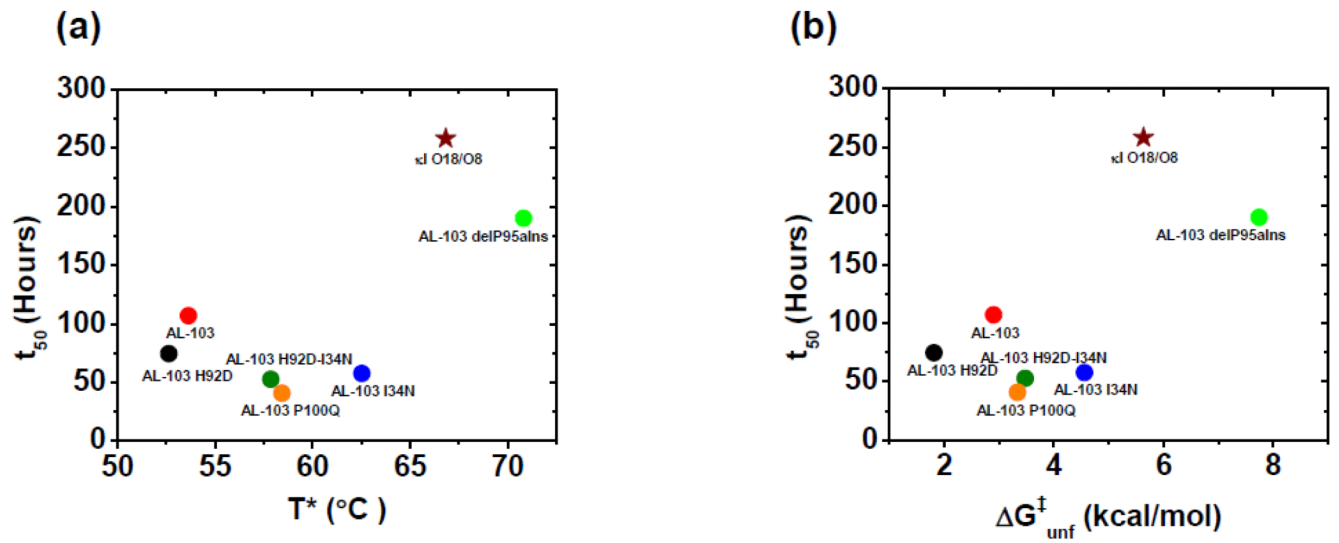 (a)
300
250
200
150
100
50
0
t50 (Hours)
κI O18/O8
AL-103 delP95aIns
AL-103
AL-103 H92D
AL-103 H92D-I34N
AL-103 I34N
AL-103 P100Q
50 55 60 65 70
T* (°C )
(b)
300
250
200
150
100
50
0
t50 (Hours)
κI O18/O8
AL-103 delP95aIns
AL-103
AL-103 H92D-I34N
AL-103 H92D
AL-103 I34N
AL-103 P100Q
2 4 6 8
ΔG‡unf (kcal/mol)